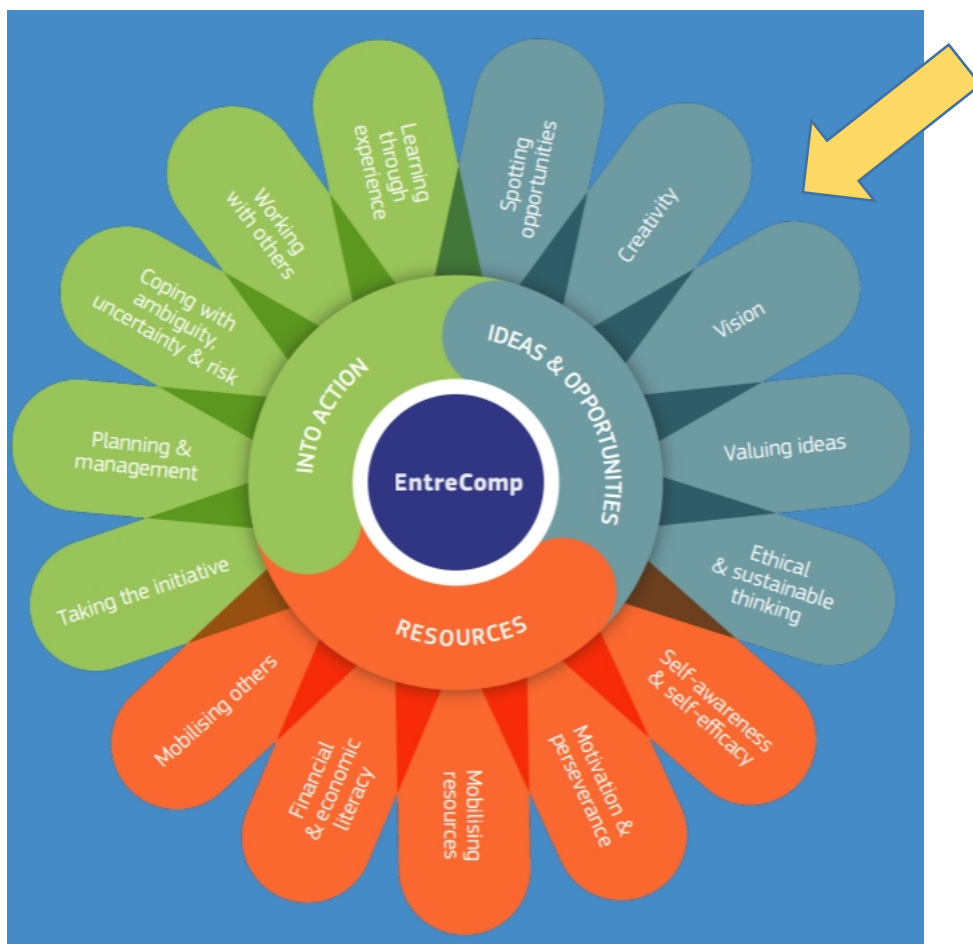 EntreComp
IDEAS & OPPORTUNITIES
Spotting
opportunities
Creativity
Vision
Valuing ideas
Ethical
& sustainable
thinking
RESOURCES
Self-awareness
& self-efficacy
Motivation &
perseverance
Mobilising
resources
Financial
& economic
literacy
Mobilising others
INTO ACTION
Taking the initiative
Planning &
management
Coping with
ambiguity,
uncertainty & risk
Working
with others
Learning
through
experience